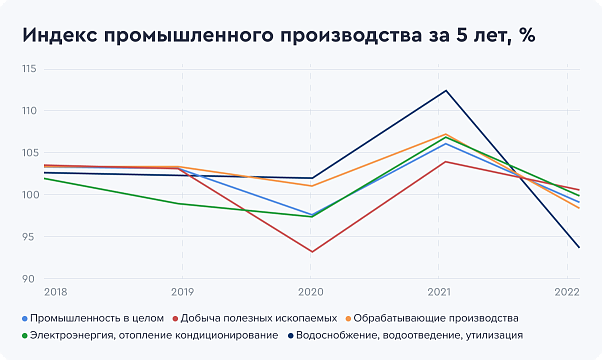 Индекс промышленного производства за 5 лет, %
115
110
105
100
95
90
2018 2019 2020 2021 2022
Промышленность в целом Добыча полезных ископаемых Обрабатывающие производства
Электроэнергия, отопление кондиционирование Водоснобжение, водоотведение, утилизация